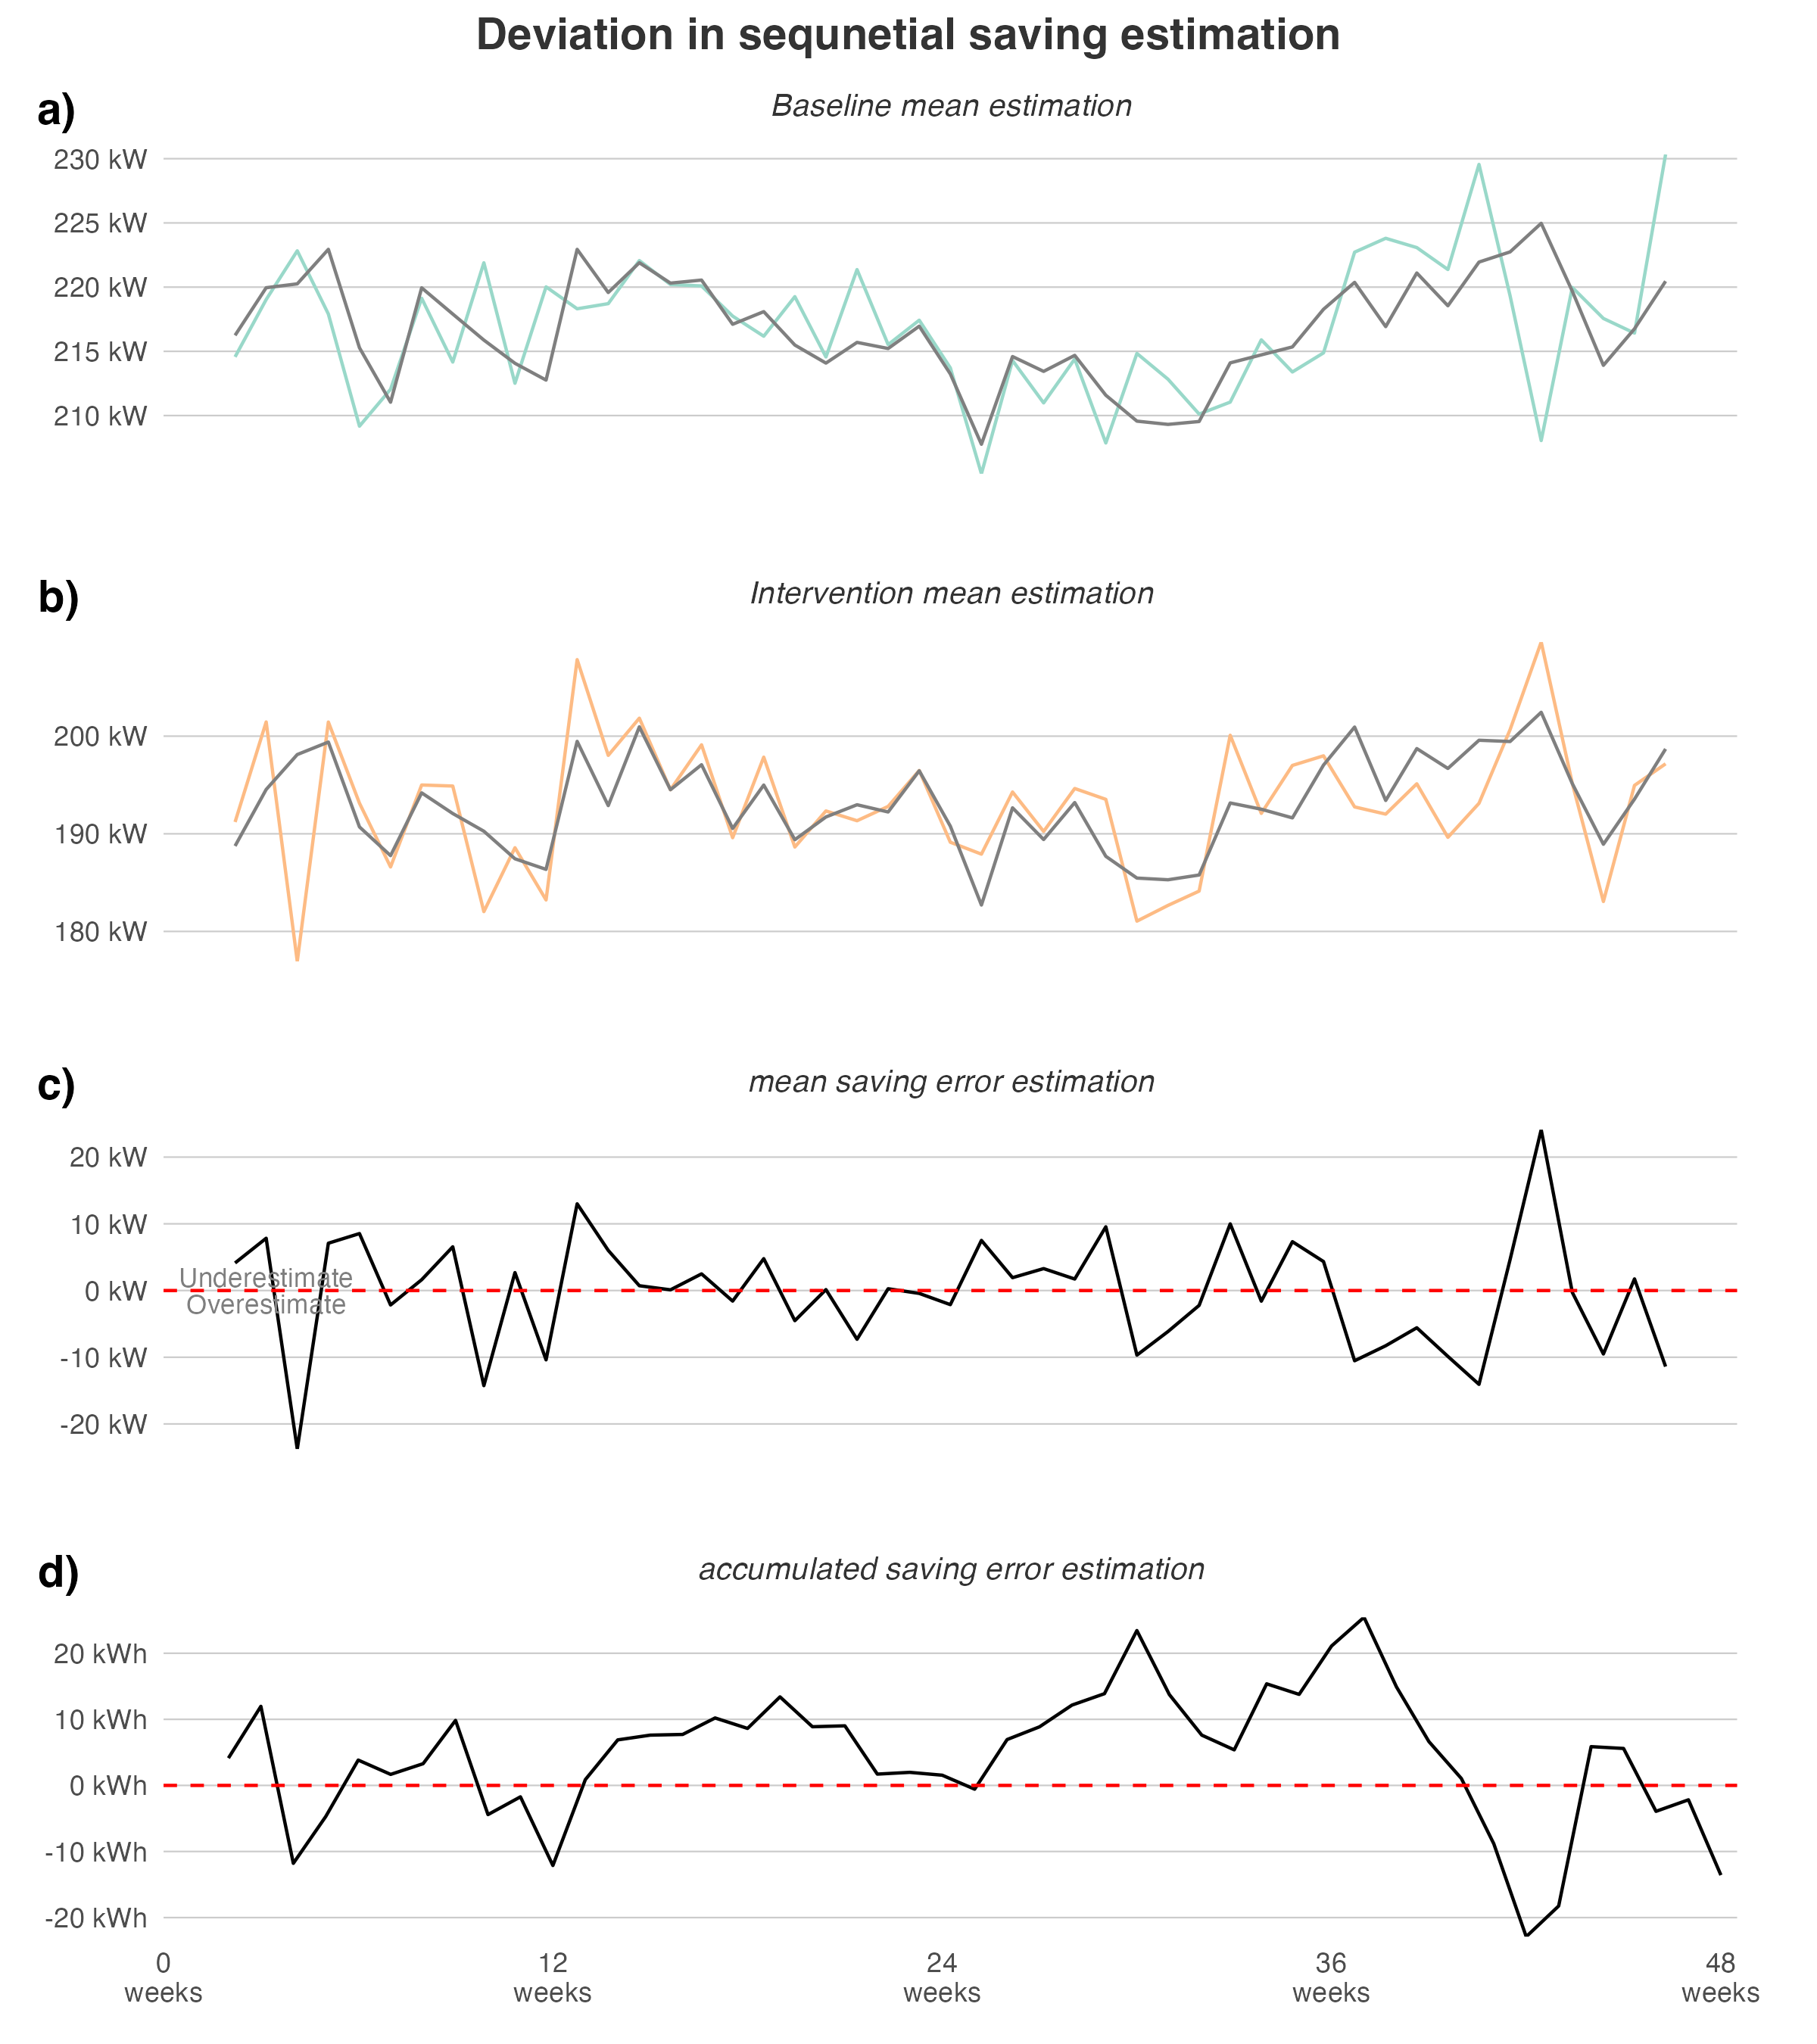 Deviation in sequnetial saving estimation
a)
Baseline mean estimation
230 kW
225 kW
220 kW
215 kW
210 kW
b)
Intervention mean estimation
200 kW
190 kW
180 kW
c)
mean saving error estimation
20 kW
10 kW
Underestimate
0 kW
Overestimate
-10 kW
-20 kW
d)
accumulated saving error estimation
20 kWh
10 kWh
0 kWh
-10 kWh
-20 kWh
0 12 24 36 48
weeks weeks weeks weeks weeks